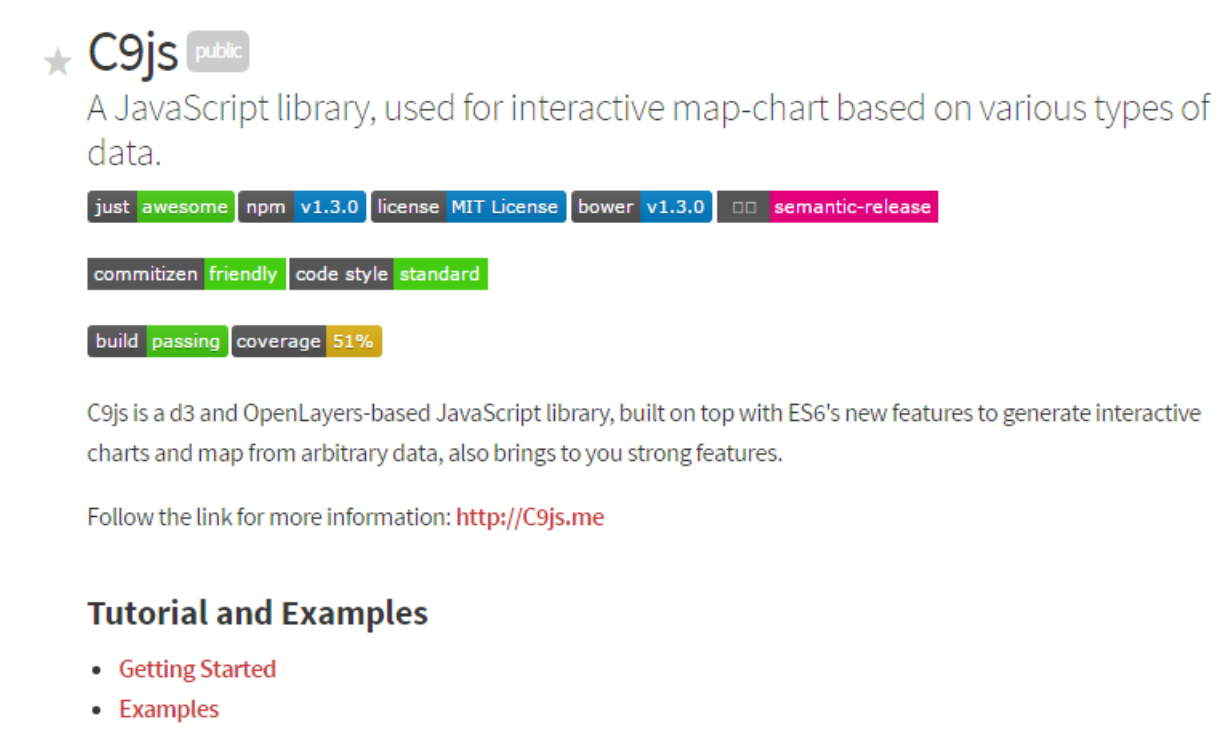 C9js public
A JavaScript library, used for interactive map-chart based on various types of
data.
just awesome npm v1.3.0 license MIT License bower v1.3.0 semantic-release
commitizen friendly code style standard
build passing coverage 51%
C9js is a d3 and OpenLayers-based JavaScript library, built on top with ES6's new features to generate interactive
charts and map from arbitrary data, also brings to you strong features.
Follow the link for more information: http://C9js.me
Tutorial and Examples
• Getting Started
• Examples